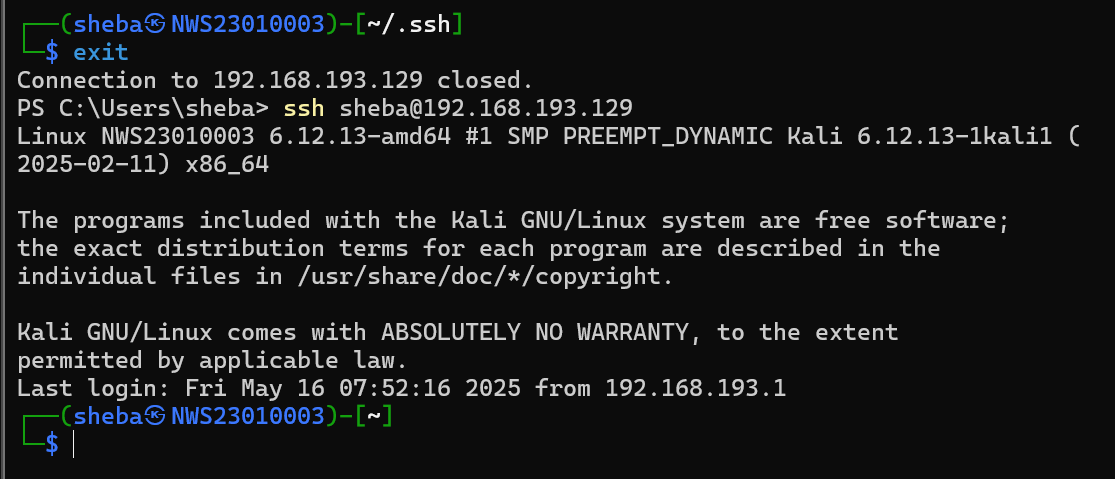 ┌──(sheba㉿NWS23010003)-[~/.ssh]
└─$ exit
Connection to 192.168.193.129 closed.
PS C:\Users\sheba> ssh sheba@192.168.193.129
Linux NWS23010003 6.12.13-amd64 #1 SMP PREEMPT_DYNAMIC Kali 6.12.13-1kali1 (
2025-02-11) x86_64

The programs included with the Kali GNU/Linux system are free software;
the exact distribution terms for each program are described in the
individual files in /usr/share/doc/*/copyright.

Kali GNU/Linux comes with ABSOLUTELY NO WARRANTY, to the extent
permitted by applicable law.
Last login: Fri May 16 07:52:16 2025 from 192.168.193.1
┌──(sheba㉿NWS23010003)-[~]
└─$